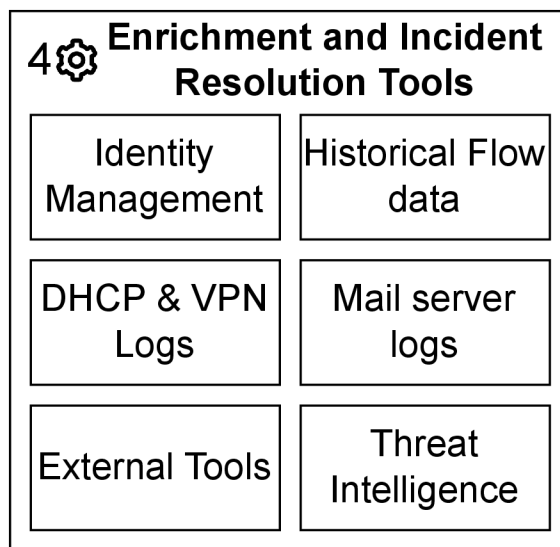 4 Enrichment and Incident
Resolution Tools
Identity
Management
Historical Flow
data
DHCP & VPN
Logs
Mail server
logs
External Tools
Threat
Intelligence